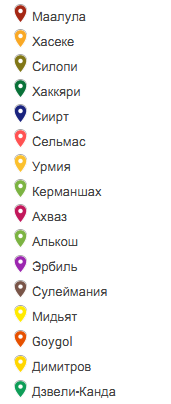 Маалула
Хасеке
Силопи
Хаккяри
Сиирт
Сельмас
Урмия
Керманшах
Ахваз
Алькош
Эрбиль
Сулеймания
Мидьят
Goygol
Димитров
Дзвели-Канда